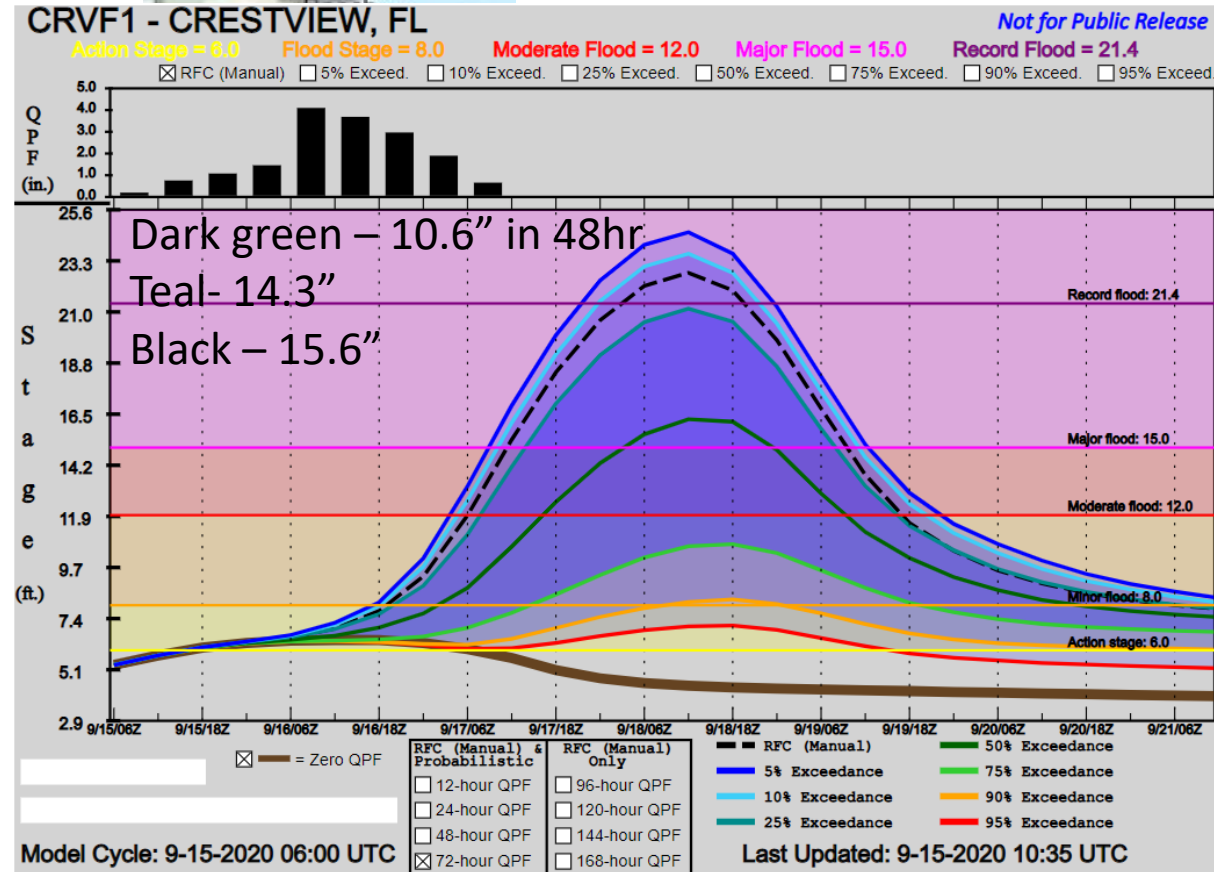 CRVF1 - CRESTVIEW, FL
Not for Public Release
Action Stage = 6.0 Flood Stage = 8.0 Moderate Flood = 12.0 Major Flood = 15.0 Record Flood = 21.4
RFC (Manual) 5% Exceed. 10% Exceed. 25% Exceed. 50% Exceed. 75% Exceed. 90% Exceed. 95% Exceed.
QPF (in.)
5.0
4.0
3.0
2.0
1.0
0.0
Dark green – 10.6” in 48hr
Teal- 14.3”
Black – 15.6”
Stage (ft.)
25.6
23.3
21.0
18.8
16.5
14.2
11.9
9.7
7.4
5.1
2.9
Record flood: 21.4
Major flood: 15.0
Moderate flood: 12.0
Minor flood: 8.0
Action stage: 6.0
9/15/06Z 9/15/18Z 9/16/06Z 9/16/18Z 9/17/06Z 9/17/18Z 9/18/06Z 9/18/18Z 9/19/06Z 9/19/18Z 9/20/06Z 9/20/18Z 9/21/06Z
= Zero QPF
RFC (Manual) &
Probabilistic
12-hour QPF
24-hour QPF
48-hour QPF
72-hour QPF
RFC (Manual)
Only
96-hour QPF
120-hour QPF
144-hour QPF
168-hour QPF
RFC (Manual)
5% Exceedance
10% Exceedance
25% Exceedance
50% Exceedance
75% Exceedance
90% Exceedance
95% Exceedance
Model Cycle: 9-15-2020 06:00 UTC
Last Updated: 9-15-2020 10:35 UTC